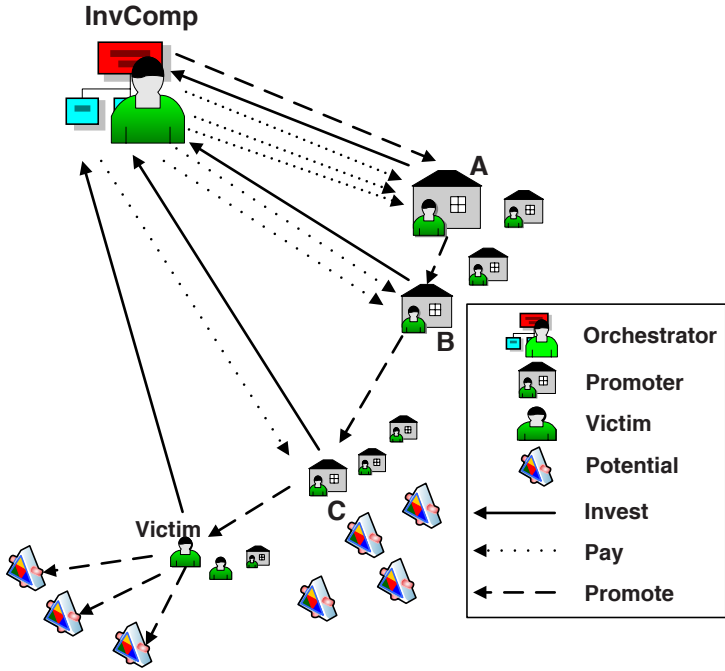 InvComp
A
B
C
Victim
Orchestrator
Promoter
Victim
Potential
Invest
Pay
Promote